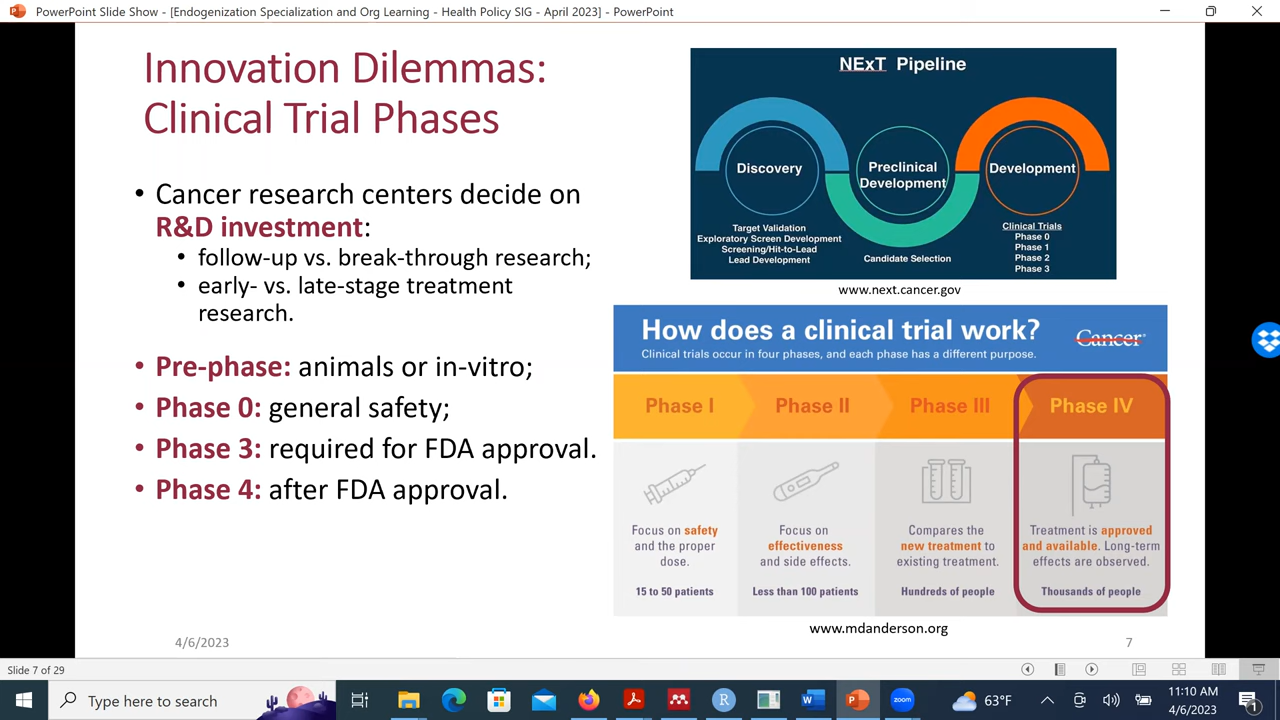 PowerPoint Slide Show - [Endogenization Specialization and Org Learning - Health Policy SIG - April 2023] - PowerPoint
Innovation Dilemmas:
Clinical Trial Phases
• Cancer research centers decide on
R&D investment:
• follow-up vs. break-through research;
• early- vs. late-stage treatment
research.
• Pre-phase: animals or in-vitro;
• Phase 0: general safety;
• Phase 3: required for FDA approval.
• Phase 4: after FDA approval.
NExT Pipeline
Discovery
Preclinical
Development
Development
Target Validation
Exploratory Screen Development
Screening/Hit-to-Lead
Lead Development
Candidate Selection
Clinical Trials
Phase 0
Phase 1
Phase 2
Phase 3
www.next.cancer.gov
How does a clinical trial work?
Clinical trials occur in four phases, and each phase has a different purpose.
Cancer
Phase I
Phase II
Phase III
Phase IV
Focus on safety
and the proper
dose.
15 to 50 patients
Focus on
effectiveness
and side effects.
Less than 100 patients
Compares the
new treatment to
existing treatment.
Hundreds of people
Treatment is approved
and available. Long-term
effects are observed.
Thousands of people
www.mdanderson.org
4/6/2023
7
Slide 7 of 29
Type here to search
R
W
P
zoom
63°F
11:10 AM
4/6/2023
1